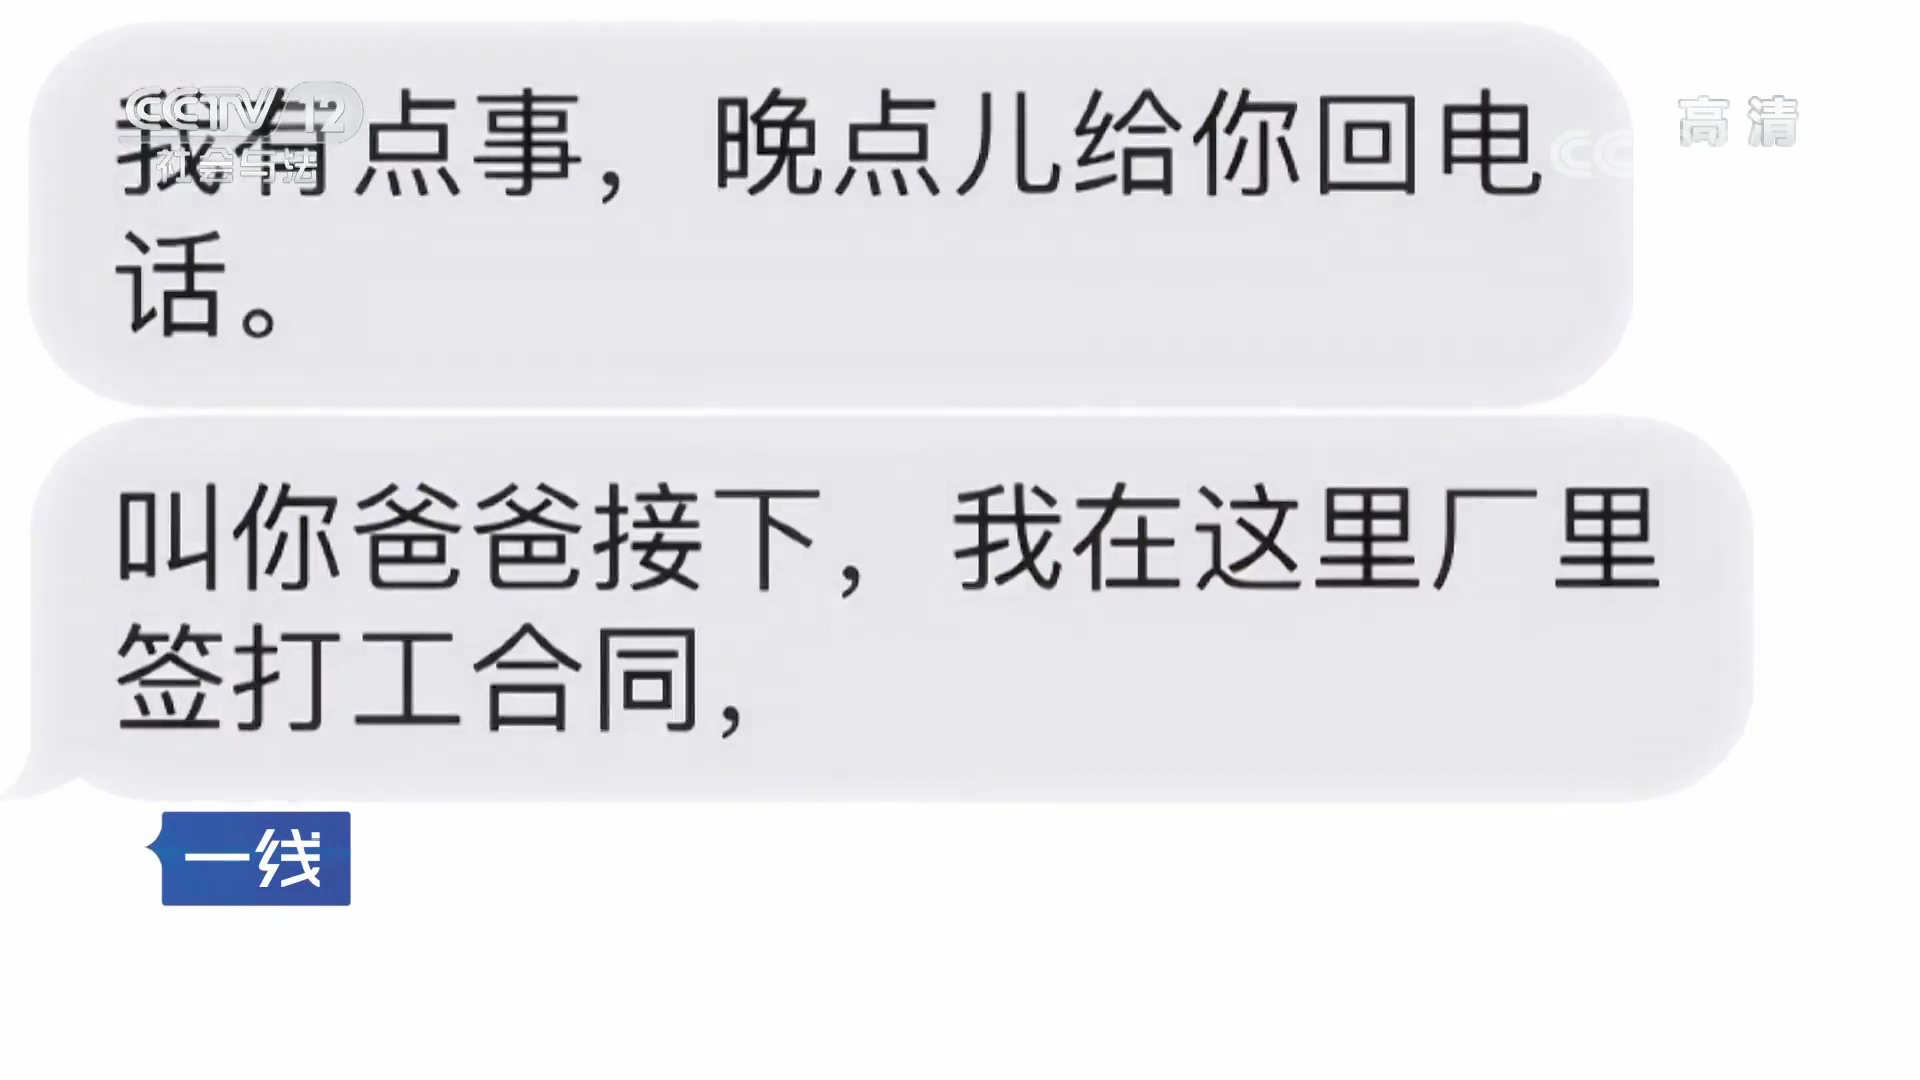 CCTV 12
社会与法
高清
我有点事，晚点儿给你回电
话。
叫你爸爸接下，我在这里厂里
签打工合同，
一线